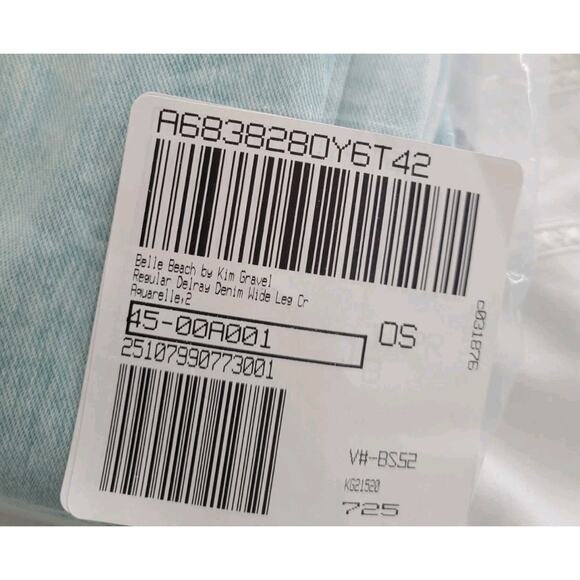 A683828OY6T42
Belle Beach by Kim Gravel
Regular Delray Denim Wide Leg Cr
Aquarelle,2
45-00A001
OS
25107990773001
c031876
V#-BS52
KG21520
725